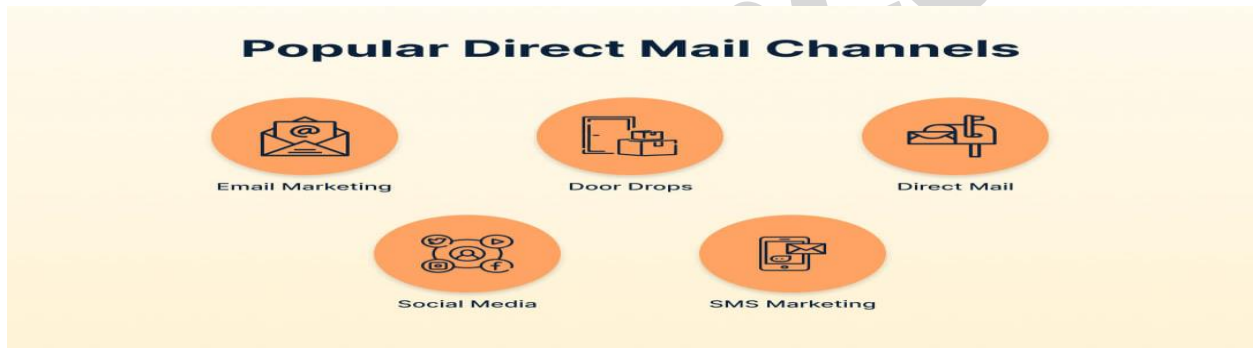 Popular Direct Mail Channels
Email Marketing
Door Drops
Direct Mail
Social Media
SMS Marketing